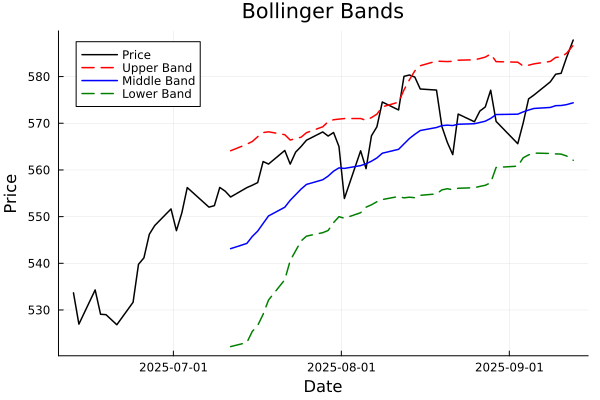 Bollinger Bands
Price
Upper Band
Middle Band
Lower Band
580
570
560
550
540
530
Price
2025-07-01
2025-08-01
2025-09-01
Date